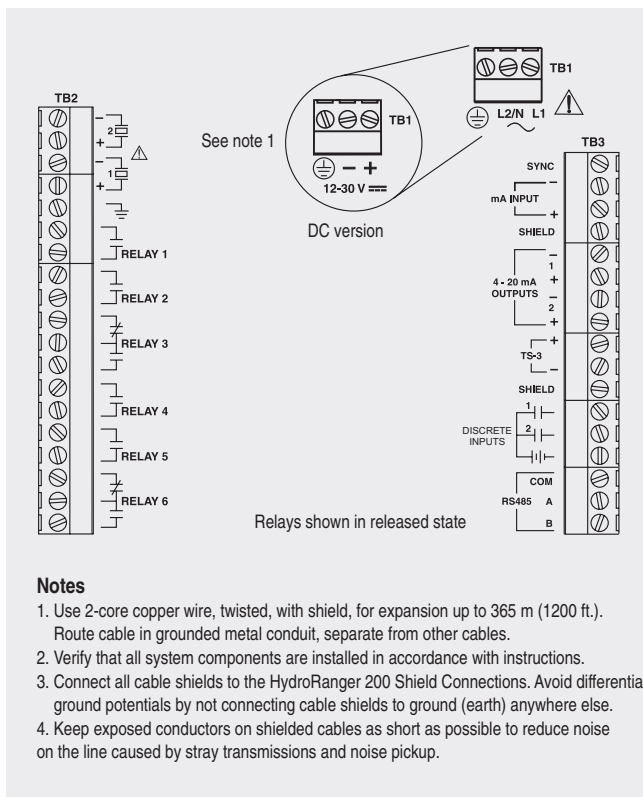 TB2
-
2
+
-
1
+
RELAY 1
RELAY 2
RELAY 3
RELAY 4
RELAY 5
RELAY 6
See note 1
TB1
- +
12-30 V
DC version
TB1
L2/N L1
TB3
SYNC
-
mA INPUT
+
SHIELD
-
1
+
4 - 20 mA
OUTPUTS
-
2
+
+
TS-3
-
SHIELD
1
DISCRETE
INPUTS
2
COM
RS485 A
B
Relays shown in released state
Notes
1. Use 2-core copper wire, twisted, with shield, for expansion up to 365 m (1200 ft.).
Route cable in grounded metal conduit, separate from other cables.
2. Verify that all system components are installed in accordance with instructions.
3. Connect all cable shields to the HydroRanger 200 Shield Connections. Avoid differentia
ground potentials by not connecting cable shields to ground (earth) anywhere else.
4. Keep exposed conductors on shielded cables as short as possible to reduce noise
on the line caused by stray transmissions and noise pickup.